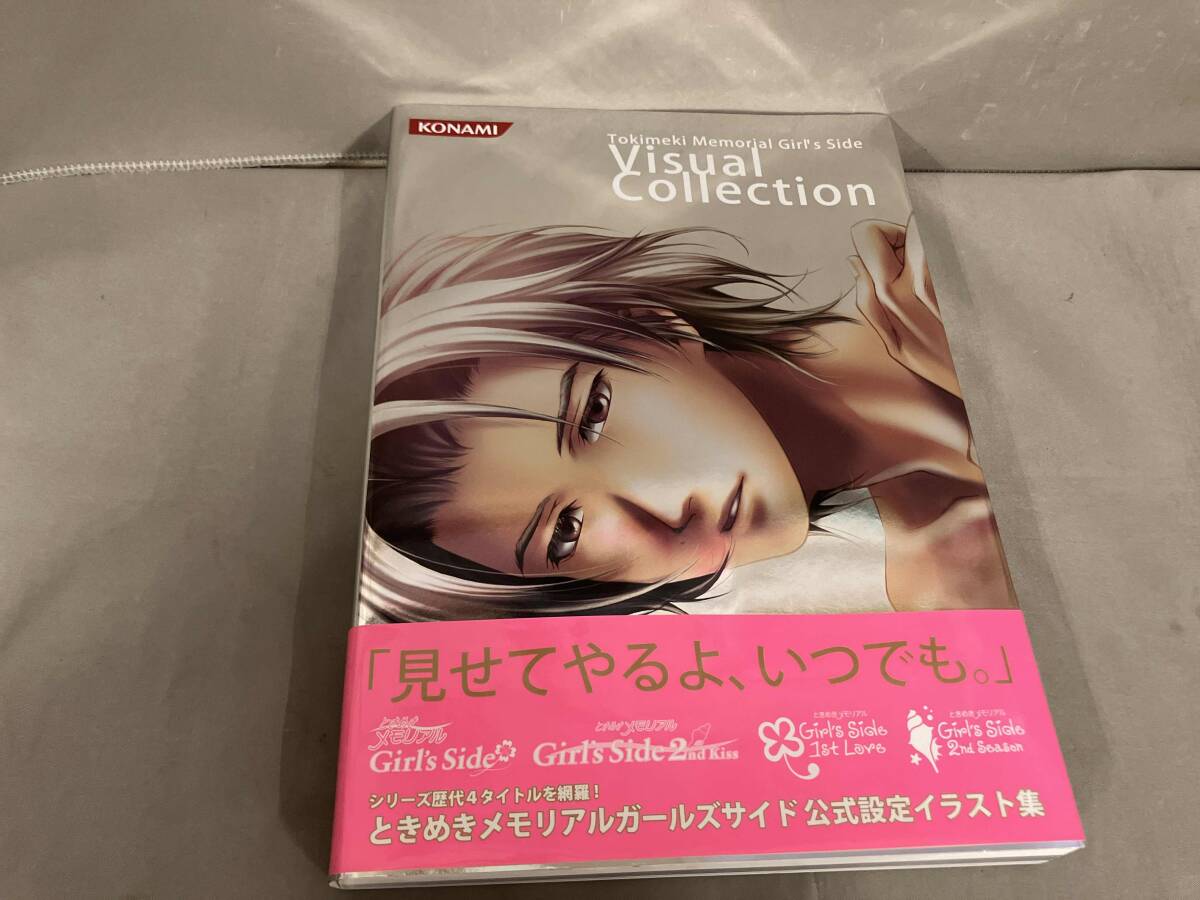 KONAMI
Tokimeki Memorial Girl's Side
Visual
Collection
「見せてやるよ、いつでも。」
ときめき
メモリアル
Girl's Side
ときめきメモリアル
Girl's Side 2nd Kiss
ときめきメモリアル
Girl's Side
1st Love
ときめきメモリアル
Girl's Side
2nd Season
シリーズ歴代4タイトルを網羅!
ときめきメモリアルガールズサイド 公式設定イラスト集